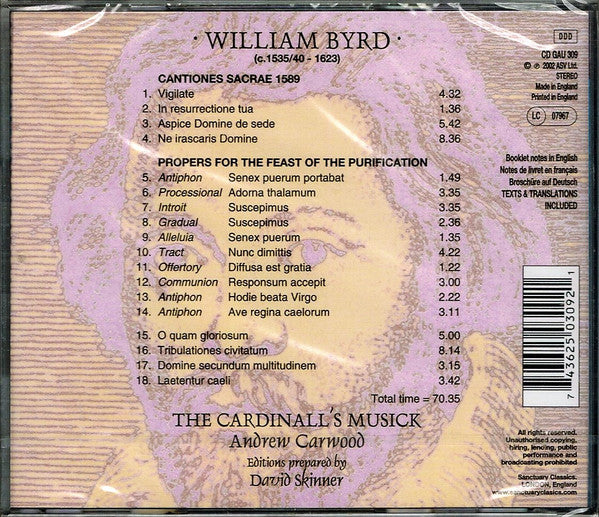 · WILLIAM BYRD ·
(c.1535/40 - 1623)
CANTIONES SACRAE 1589
1. Vigilate 4.32
2. In resurrectione tua 1.36
3. Aspice Domine de sede 5.42
4. Ne irascaris Domine 8.36
PROPERS FOR THE FEAST OF THE PURIFICATION
5. Antiphon Senex puerum portabat 1.49
6. Processional Adorna thalamum 3.35
7. Introit Suscepimus 3.35
8. Gradual Suscepimus 2.36
9. Alleluia Senex puerum 1.35
10. Tract Nunc dimittis 4.22
11. Offertory Diffusa est gratia 1.22
12. Communion Responsum accepit 3.00
13. Antiphon Hodie beata Virgo 2.22
14. Antiphon Ave regina caelorum 3.11
15. O quam gloriosum 5.00
16. Tribulationes civitatum 8.14
17. Domine secundum multitudinem 3.15
18. Laetentur caeli 3.42
Total time = 70.35
THE CARDINALL'S MUSICK
Andrew Carwood
Editions prepared by
David Skinner
DDD
CD GAU 309
© ℗ 2002 ASV Ltd.
STEREO
Made in England
Printed in England
LC 07967
Booklet notes in English
Notes de livret en français
Broschüre auf Deutsch
TEXTS & TRANSLATIONS
INCLUDED
7 43625 03092 1
All rights reserved.
Unauthorised copying,
hiring, lending, public
performance and
broadcasting prohibited
Sanctuary Classics.
LONDON, England
www.sanctuaryclassics.com